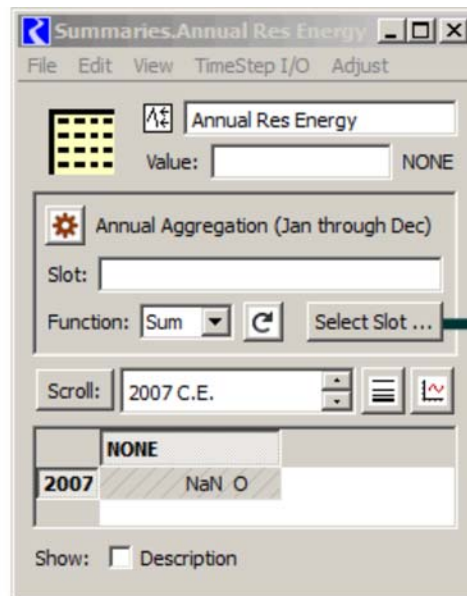 Summaries.Annual Res Energy
File Edit View TimeStep I/O Adjust
Annual Res Energy
Value: NONE
Annual Aggregation (Jan through Dec)
Slot:
Function: Sum Select Slot ...
Scroll: 2007 C.E.
NONE
2007 NaN O
Show: Description